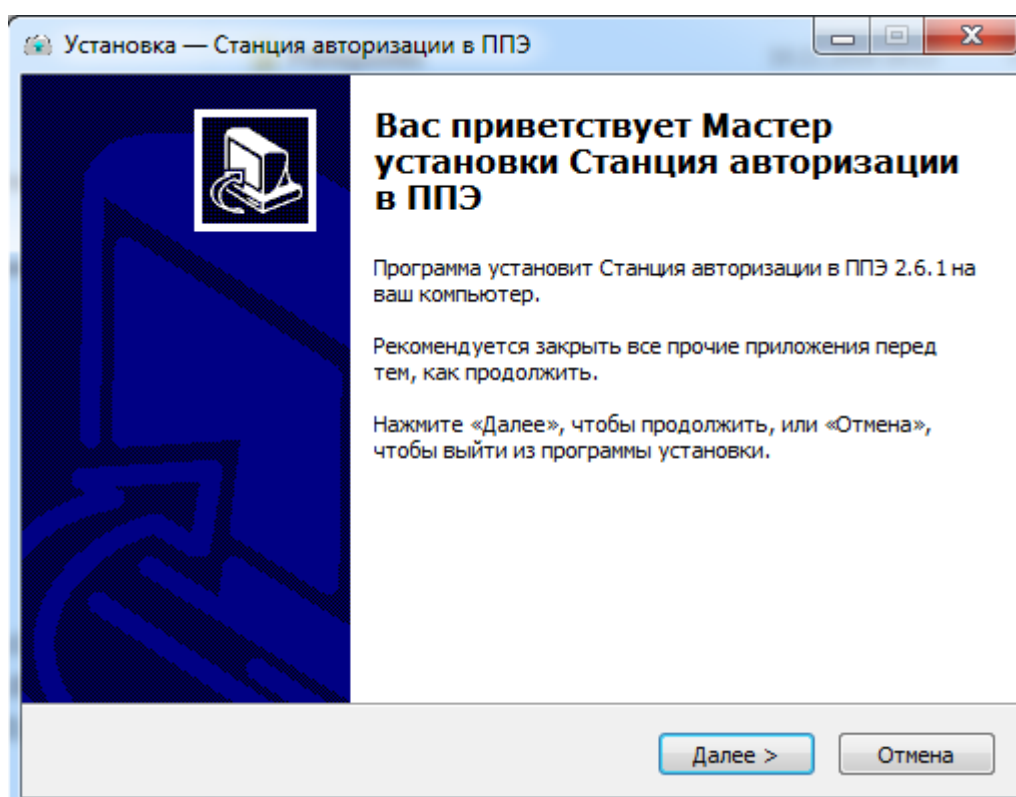 Установка — Станция авторизации в ППЭ
Вас приветствует Мастер
установки Станция авторизации
в ППЭ
Программа установит Станция авторизации в ППЭ 2.6.1 на
ваш компьютер.
Рекомендуется закрыть все прочие приложения перед
тем, как продолжить.
Нажмите «Далее», чтобы продолжить, или «Отмена»,
чтобы выйти из программы установки.
Далее >
Отмена